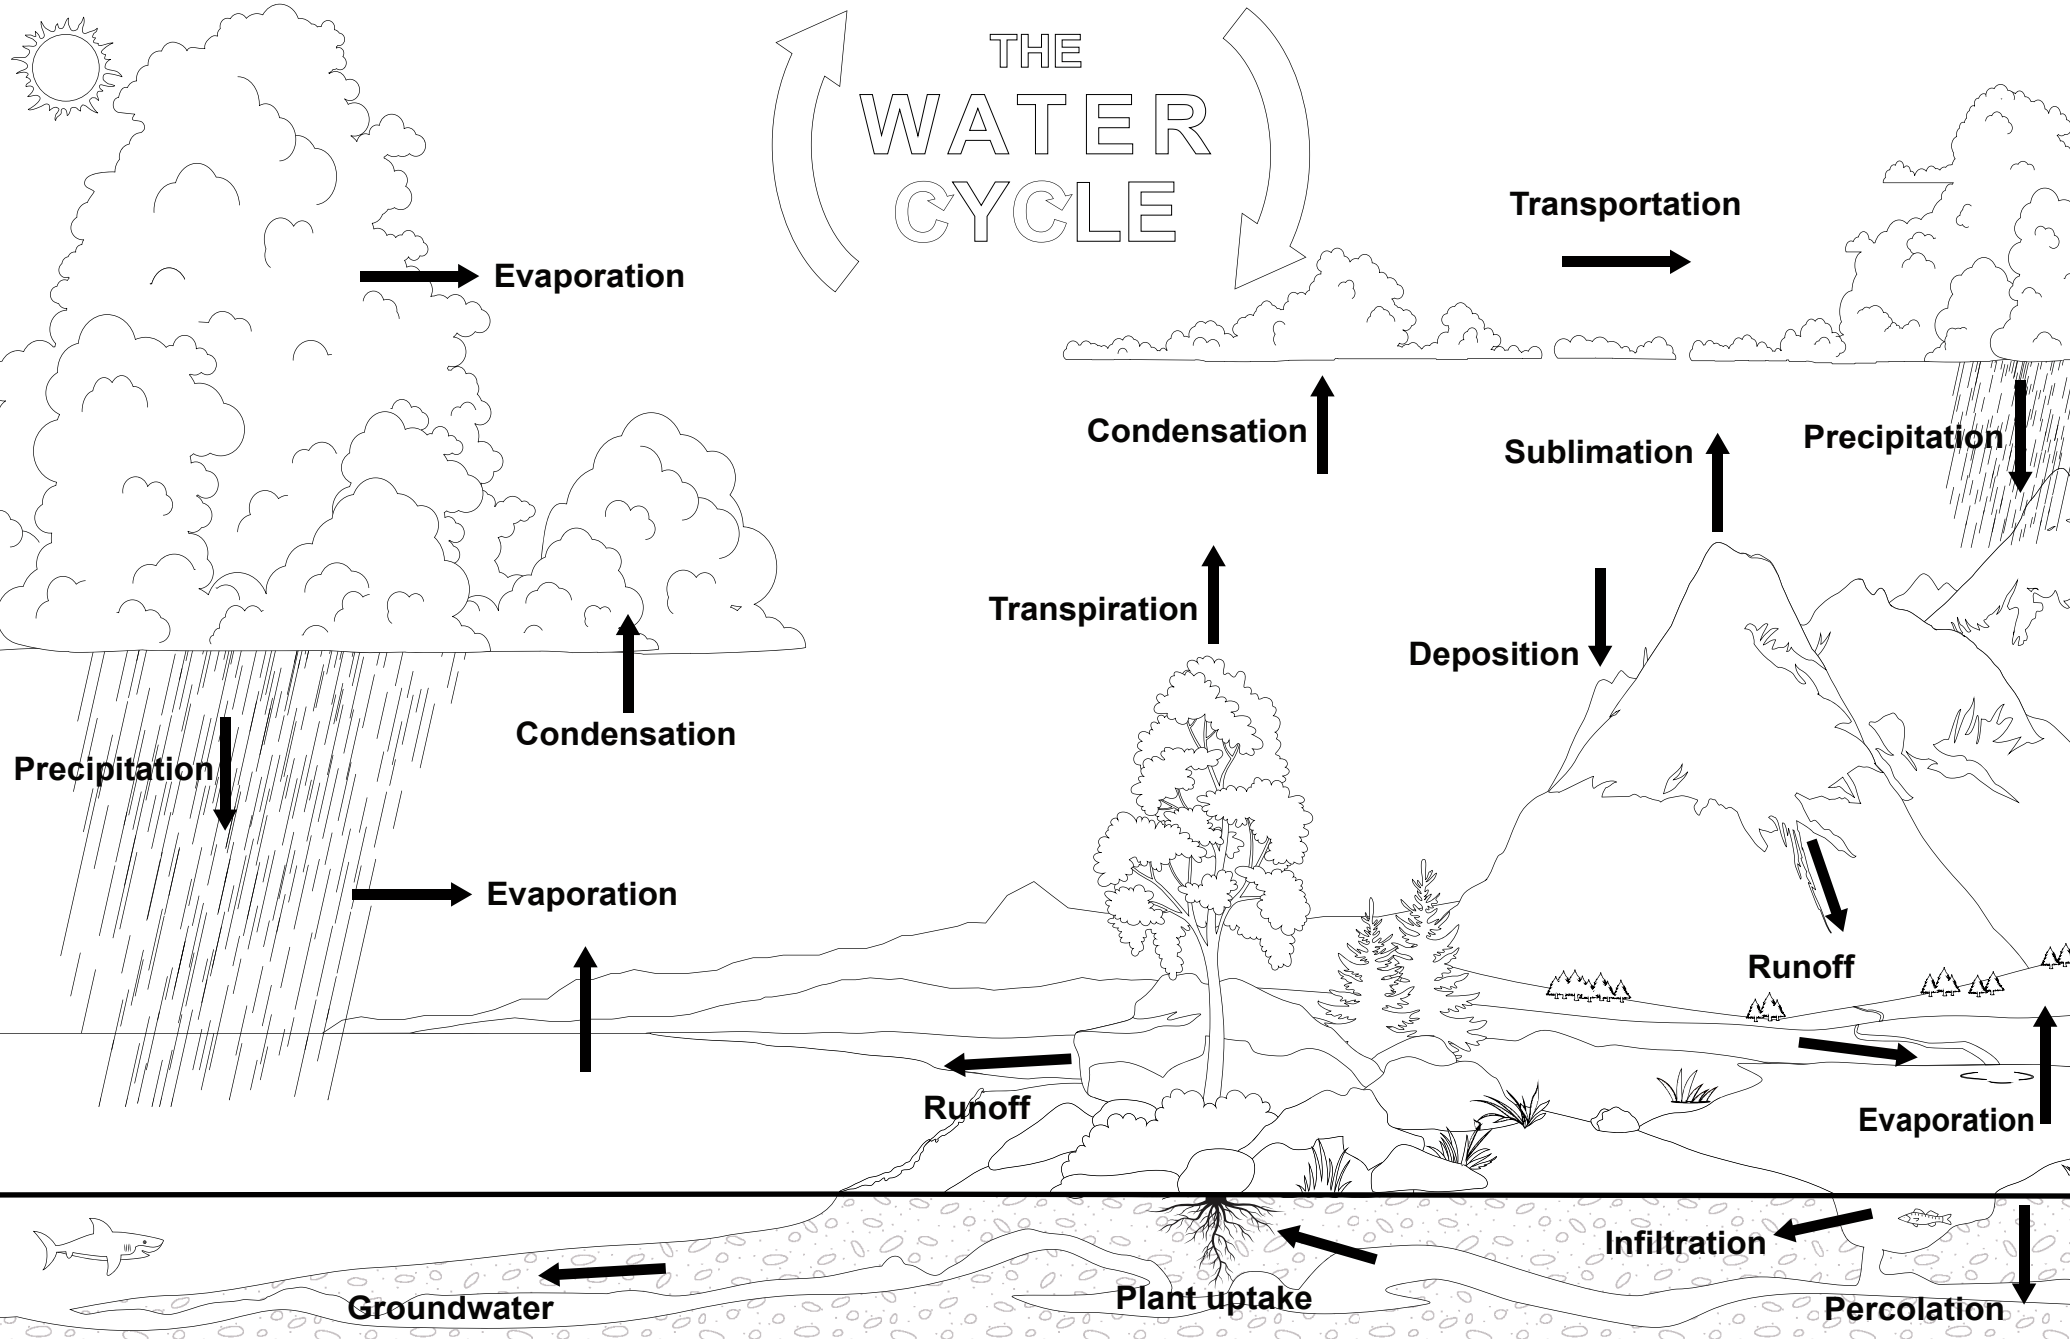 THE
WATER
CYCLE
Transportation
Evaporation
Condensation
Sublimation
Precipitation
Transpiration
Deposition
Condensation
Precipitation
Evaporation
Runoff
Runoff
Evaporation
Infiltration
Plant uptake
Groundwater
Percolation